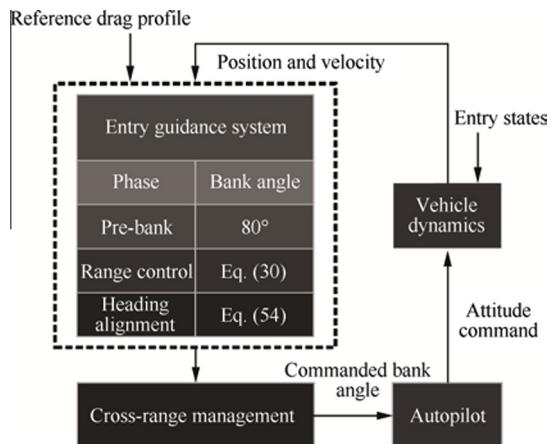 Reference drag profile
Position and velocity
Entry guidance system
Entry states
Phase
Bank angle
Vehicle
dynamics
Pre-bank
80°
Range control
Eq. (30)
Heading
alignment
Eq. (54)
Attitude
command
Commanded bank
angle
Cross-range management
Autopilot